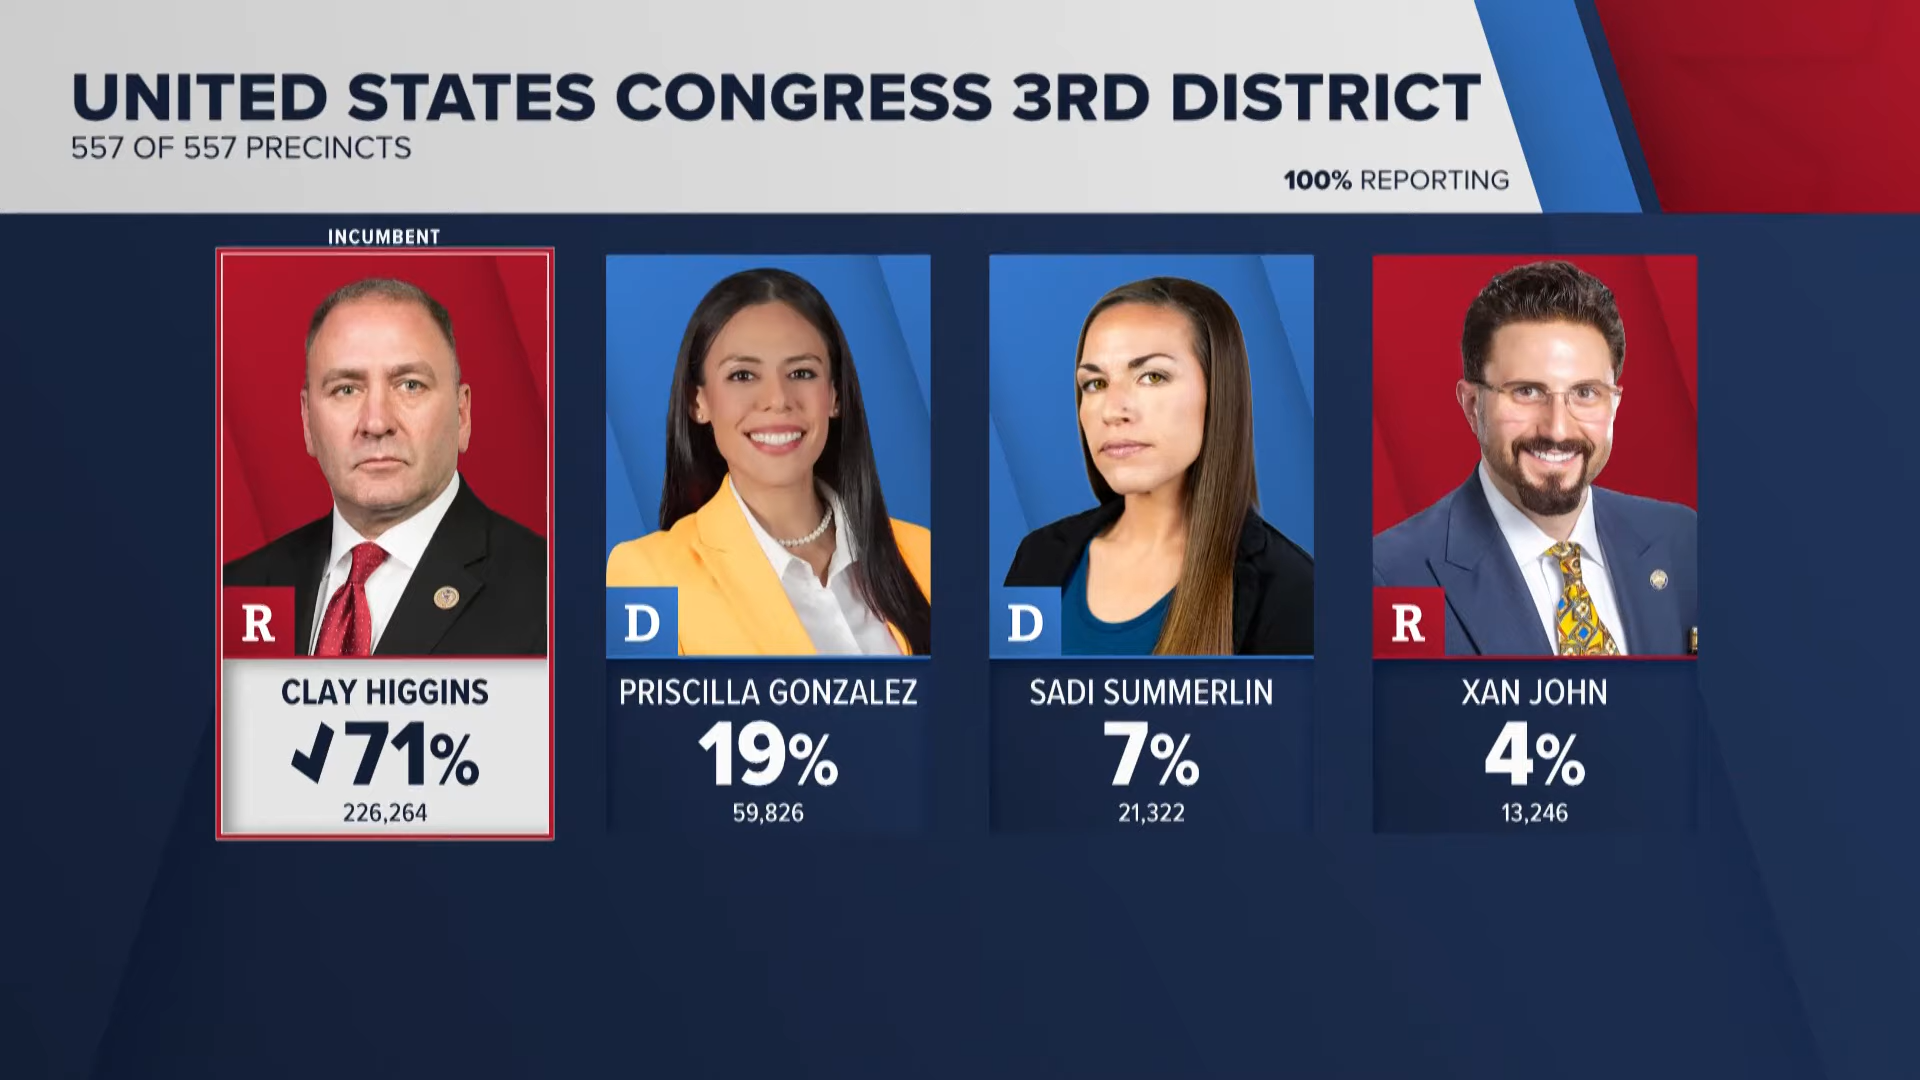 UNITED STATES CONGRESS 3RD DISTRICT
557 OF 557 PRECINCTS
100% REPORTING
INCUMBENT
R
CLAY HIGGINS
✓71%
226,264
D
PRISCILLA GONZALEZ
19%
59,826
D
SADI SUMMERLIN
7%
21,322
R
XAN JOHN
4%
13,246